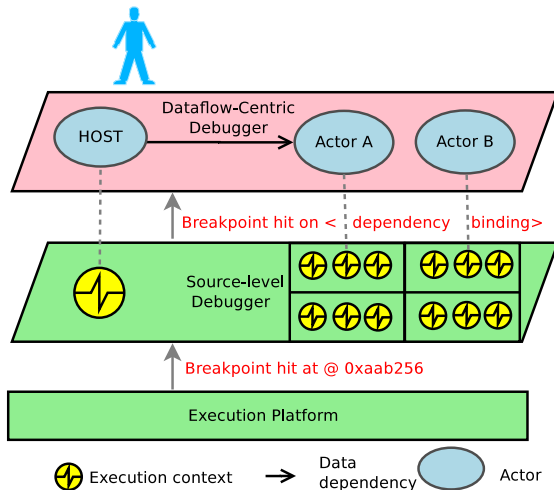 Dataflow-Centric
Debugger
HOST
Actor A
Actor B
Breakpoint hit on < dependency binding>
Source-level
Debugger
Breakpoint hit at @ 0xaab256
Execution Platform
Execution context
Data
dependency
Actor